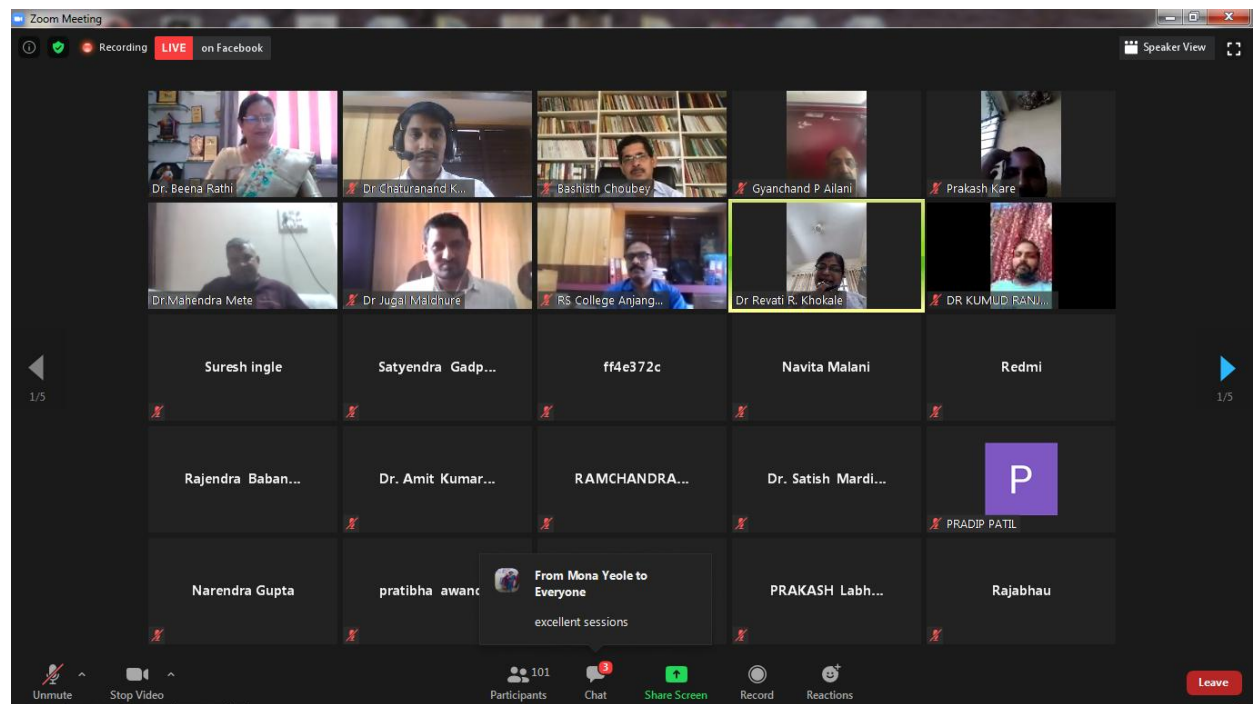 Zoom Meeting
Recording LIVE on Facebook
Speaker View
Dr. Beena Rathi
Dr Chaturanand K...
Bashisth Choubey
Gyanchand P Ailani
Prakash Kare
Dr.Mahendra Mete
Dr Jugal Maldhure
RS College Anjang...
Dr Revati R. Khokale
DR KUMUD RANJ...
Suresh ingle
Satyendra Gadp...
ff4e372c
Navita Malani
Redmi
1/5
1/5
Rajendra Baban...
Dr. Amit Kumar...
RAMCHANDRA...
Dr. Satish Mardi...
P
PRADIP PATIL
Narendra Gupta
pratibha awand
From Mona Yeole to
Everyone
excellent sessions
PRAKASH Labh...
Rajabhau
Unmute
Stop Video
101
Participants
3
Chat
Share Screen
Record
Reactions
Leave